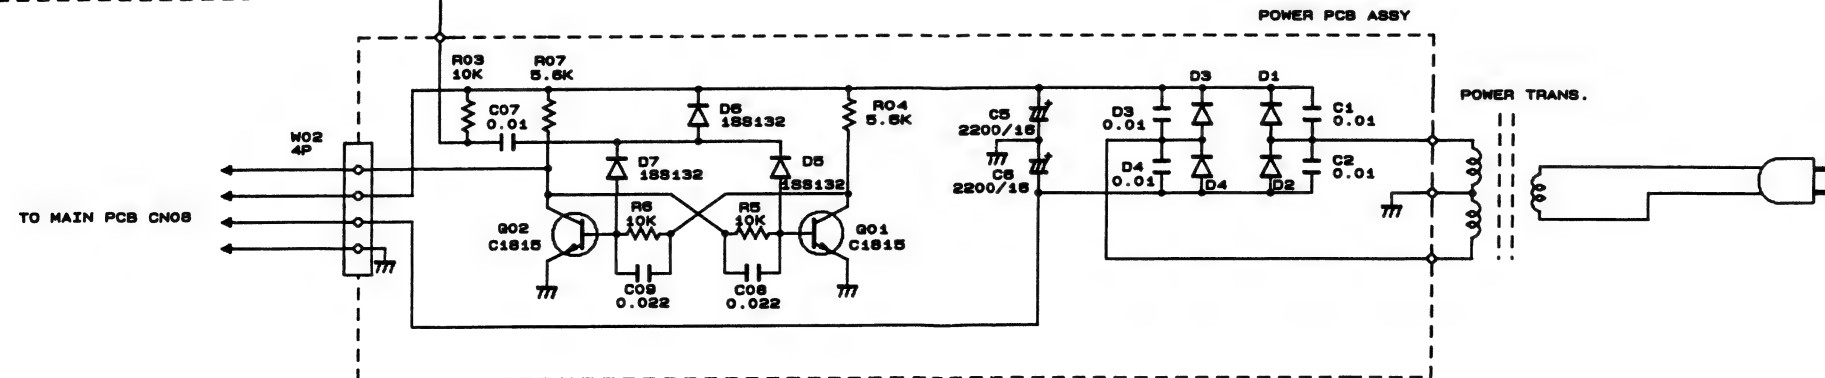 POWER PCB ASSY
R03
10K
R07
5.6K
C07
0.01
D6
1SS132
R04
5.6K
C5
2200/16
C6
2200/16
D3
0.01
D4
0.01
D3
D1
D4
D2
C1
0.01
C2
0.01
POWER TRANS.
W02
4P
D7
1SS132
D5
1SS132
TO MAIN PCB CN08
Q02
C1815
R6
10K
R5
10K
Q01
C1815
C09
0.022
C08
0.022